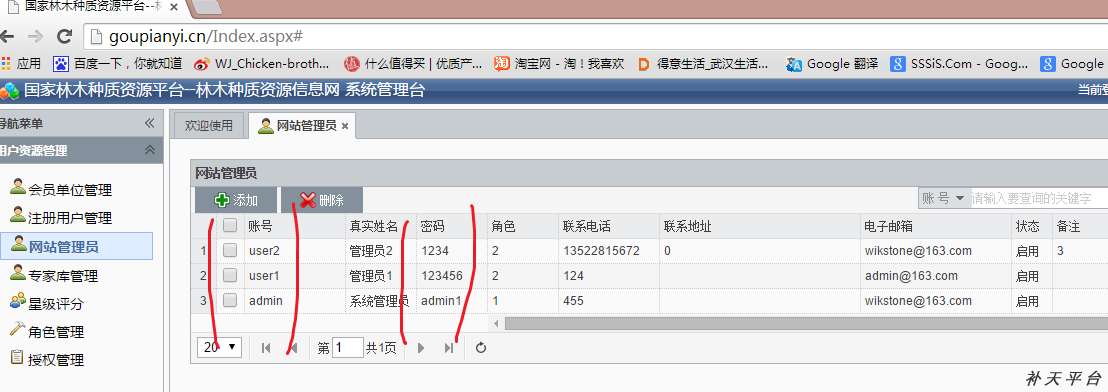 国家林木种质资源平台--林
goupianyi.cn/Index.aspx#
应用 百度一下，你就知道 WJ_Chicken-broth... 什么值得买 | 优质产... 淘宝网 - 淘！我喜欢 得意生活_武汉生活... Google 翻译 SSSiS.Com - Goog... Google
国家林木种质资源平台--林木种质资源信息网 系统管理台 当前登
导航菜单 欢迎使用 网站管理员
用户资源管理
网站管理员
会员单位管理 添加 删除 账号 请输入要查询的关键字
注册用户管理 账号 真实姓名 密码 角色 联系电话 联系地址 电子邮箱 状态 备注
网站管理员 1 user2 管理员2 1234 2 13522815672 0 wikstone@163.com 启用 3
专家库管理 2 user1 管理员1 123456 2 124 admin@163.com 启用
星级评分 3 admin 系统管理员 admin1 1 455 wikstone@163.com 启用
角色管理
授权管理 20 第 1 共1页
补天平台